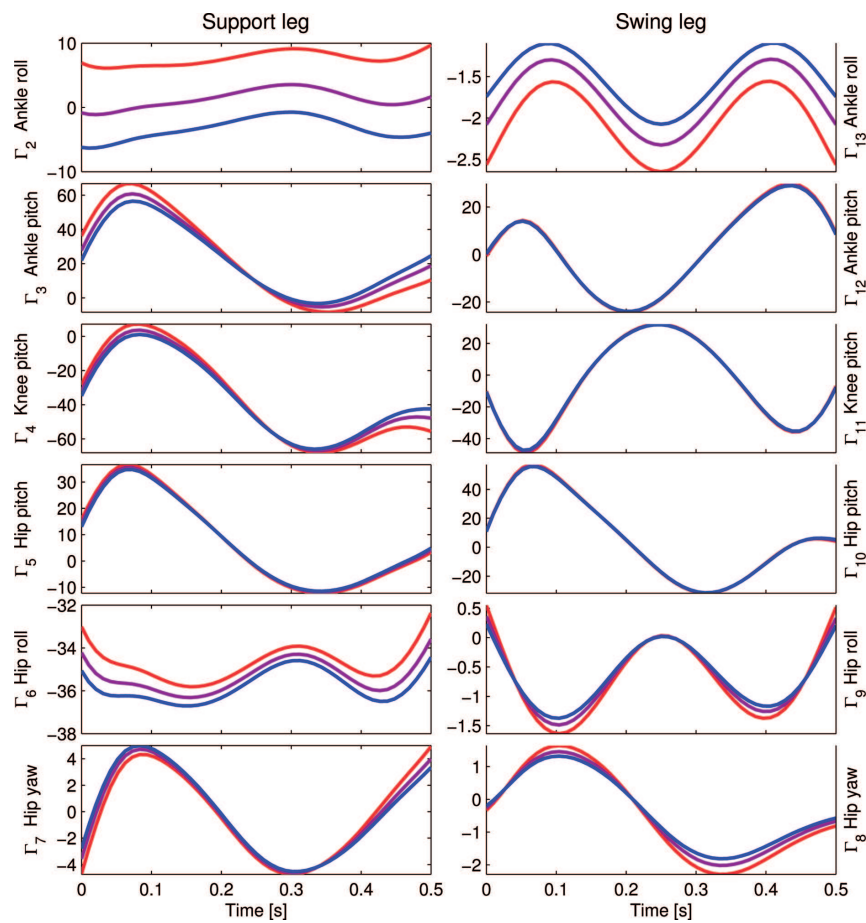 Support leg
Swing leg
10
0
−10
Γ2 Ankle roll
−1.5
−2
−2.5
Γ13 Ankle roll
60
40
20
0
Γ3 Ankle pitch
20
0
−20
Γ12 Ankle pitch
0
−20
−40
−60
Γ4 Knee pitch
20
0
−20
−40
Γ11 Knee pitch
30
20
10
0
−10
Γ5 Hip pitch
40
20
0
−20
Γ10 Hip pitch
−32
−34
−36
−38
Γ6 Hip roll
0.5
0
−0.5
−1
−1.5
Γ9 Hip roll
4
2
0
−2
−4
Γ7 Hip yaw
1
0
−1
−2
Γ8 Hip yaw
0 0.1 0.2 0.3 0.4 0.5
0 0.1 0.2 0.3 0.4 0.5
Time [s]
Time [s]